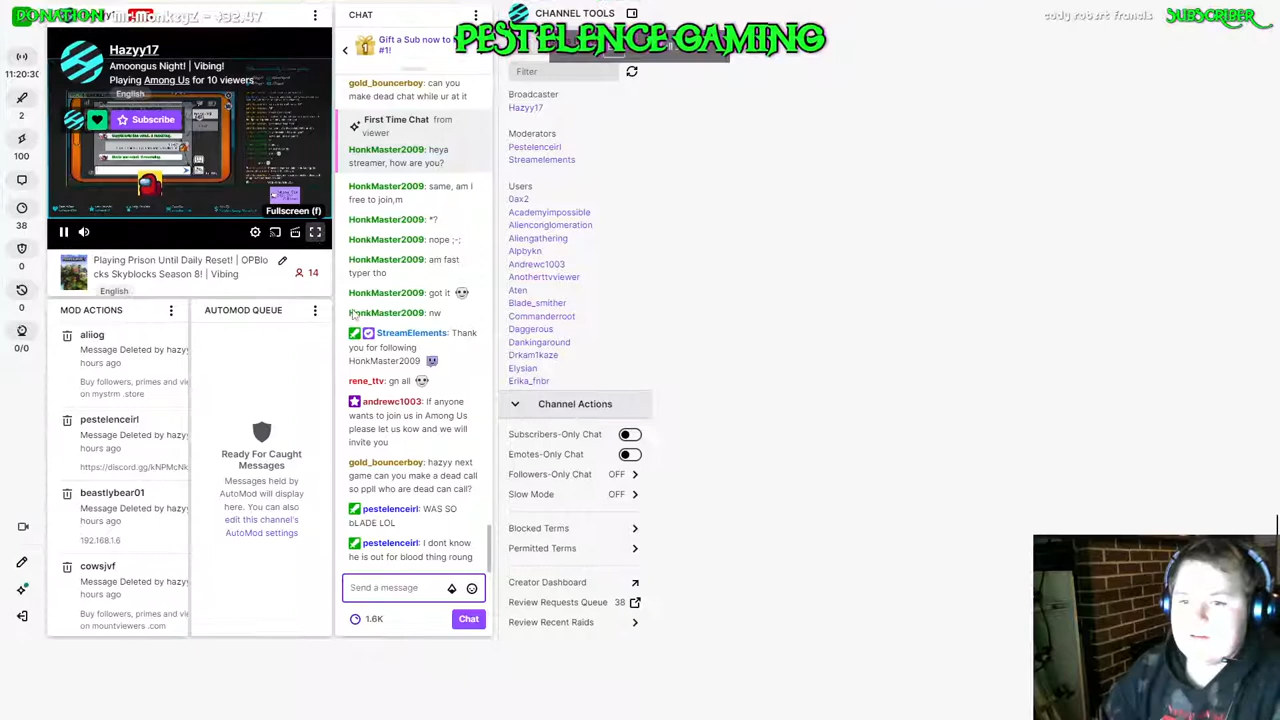 DONATION
mr.monkeyz - $32.47
cody robert francis
SUBSCRIBER
PESTELENCE GAMING
Hazyy17
Amoongus Night! | Vibing!
Playing Among Us for 10 viewers
English
Subscribe
Fullscreen (f)
11:20:30
100
38
0
0
0/0
Playing Prison Until Daily Reset! | OPBlo
cks Skyblocks Season 8! | Vibing
14
English
MOD ACTIONS
aliiog
Message Deleted by hazyy
hours ago
Buy followers, primes and vie
on mystrm .store
pestelenceirl
Message Deleted by hazyy
hours ago
https://discord.gg/kNPMcNk
beastlybear01
Message Deleted by hazyy
hours ago
192.168.1.6
cowsjvf
Message Deleted by hazyy
hours ago
Buy followers, primes and vie
on mountviewers .com
AUTOMOD QUEUE
Ready For Caught
Messages
Messages held by
AutoMod will display
here. You can also
edit this channel's
AutoMod settings
CHAT
Gift a Sub now to
#1!
gold_bouncerboy: can you
make dead chat while ur at it
First Time Chat from
viewer
HonkMaster2009: heya
streamer, how are you?
HonkMaster2009: same, am i
free to join,m
HonkMaster2009: *?
HonkMaster2009: nope ;-;
HonkMaster2009: am fast
typer tho
HonkMaster2009: got it
HonkMaster2009: nw
StreamElements: Thank
you for following
HonkMaster2009
rene_ttv: gn all
andrewc1003: If anyone
wants to join us in Among Us
please let us kow and we will
invite you
gold_bouncerboy: hazyy next
game can you make a dead call
so ppll who are dead can call?
pestelenceirl: WAS SO
bLADE LOL
pestelenceirl: I dont know
he is out for blood thing roung
Send a message
1.6K
Chat
CHANNEL TOOLS
Filter
Broadcaster
Hazyy17
Moderators
Pestelenceirl
Streamelements
Users
0ax2
Academyimpossible
Alienconglomeration
Aliengathering
Alpbykn
Andrewc1003
Anotherttvviewer
Aten
Blade_smither
Commanderroot
Daggerous
Dankingaround
Drkam1kaze
Elysian
Erika_fnbr
Channel Actions
Subscribers-Only Chat
Emotes-Only Chat
Followers-Only Chat OFF
Slow Mode OFF
Blocked Terms
Permitted Terms
Creator Dashboard
Review Requests Queue 38
Review Recent Raids